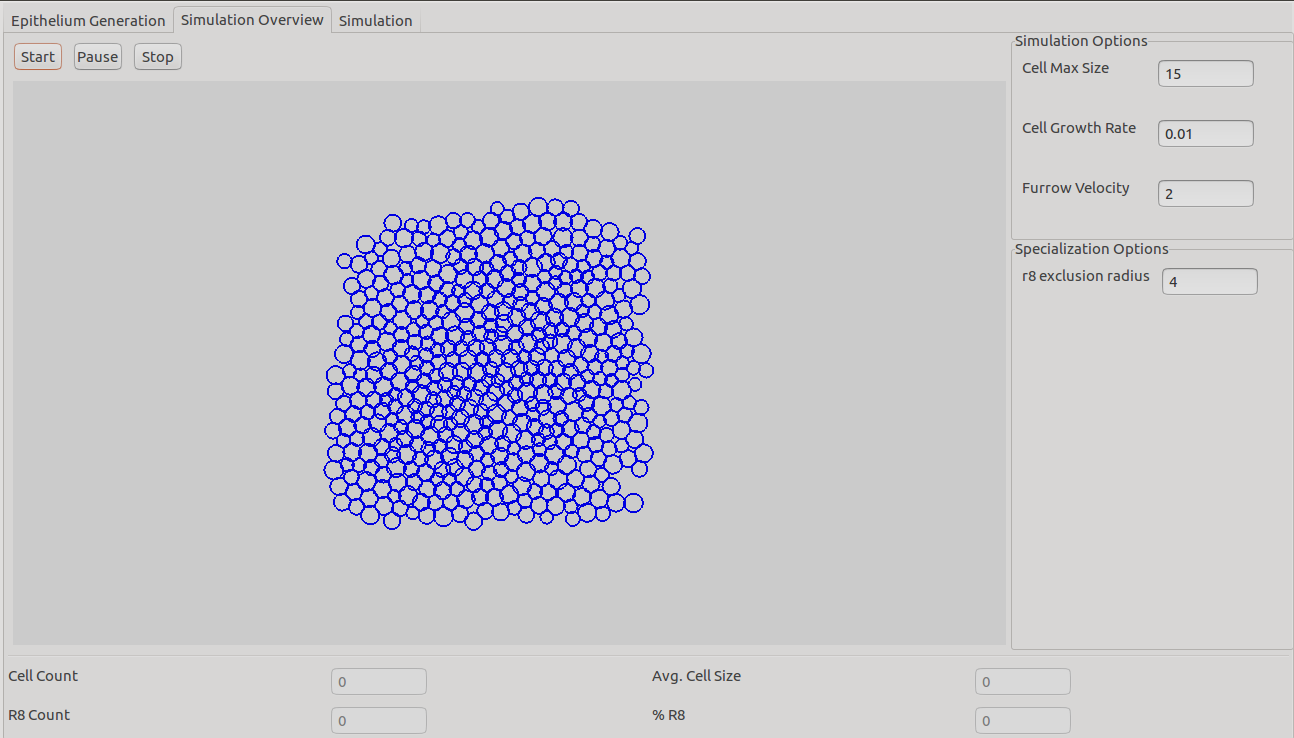 Epithelium Generation Simulation Overview Simulation
Start Pause Stop
Simulation Options
Cell Max Size 15
Cell Growth Rate 0.01
Furrow Velocity 2
Specialization Options
r8 exclusion radius 4
Cell Count 0 Avg. Cell Size 0
R8 Count 0 % R8 0